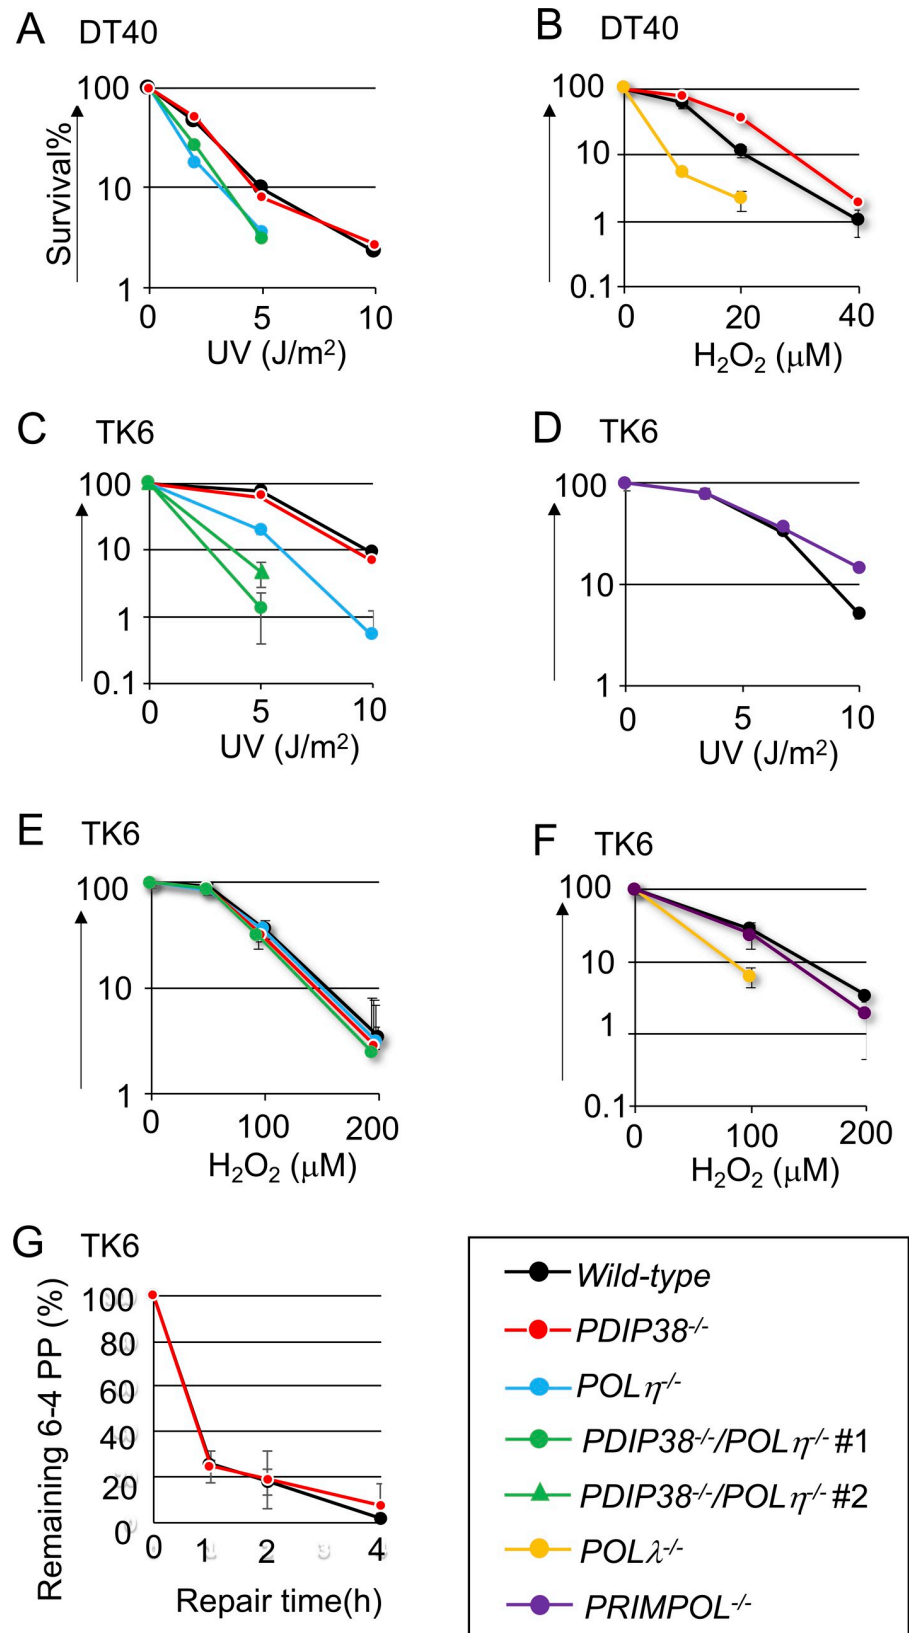 A DT40
Survival%
100
10
1
0 5 10
UV (J/m²)
B DT40
100
10
1
0.1
0 20 40
H₂O₂ (μM)
C TK6
100
10
1
0.1
0 5 10
UV (J/m²)
D TK6
100
10
1
0 5 10
UV (J/m²)
E TK6
100
10
1
0 100 200
H₂O₂ (μM)
F TK6
100
10
1
0.1
0 100 200
H₂O₂ (μM)
G TK6
Remaining 6-4 PP (%)
100
80
60
40
20
0
0 1 2 4
Repair time(h)
Wild-type
PDIP38-/-
POLη-/-
PDIP38-/-/POLη-/- #1
PDIP38-/-/POLη-/- #2
POLλ-/-
PRIMPOL-/-